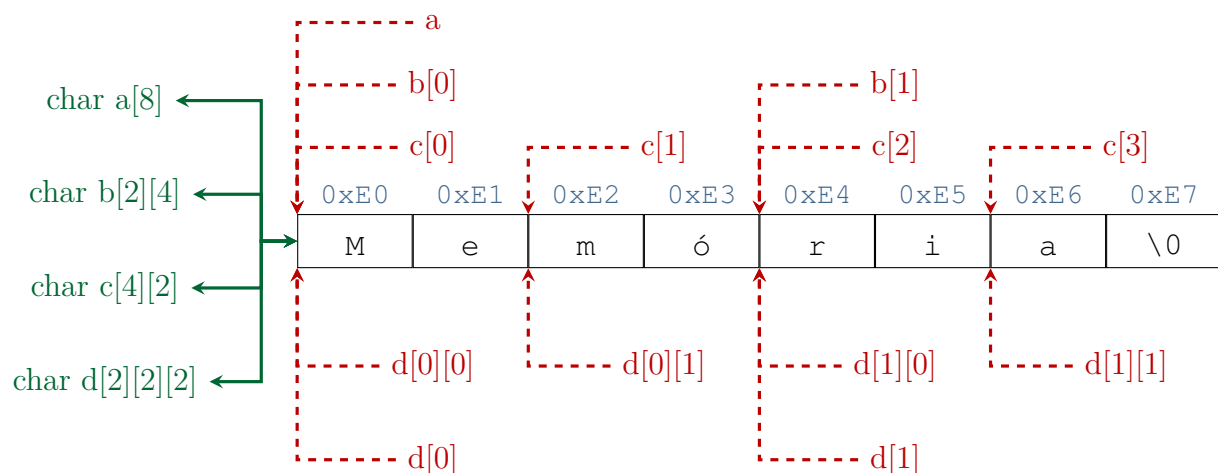 a
b[0] b[1]
char a[8]
c[0] c[1] c[2] c[3]
char b[2][4]
0xE0 0xE1 0xE2 0xE3 0xE4 0xE5 0xE6 0xE7
M e m ó r i a \0
char c[4][2]
d[0][0] d[0][1] d[1][0] d[1][1]
char d[2][2][2]
d[0] d[1]